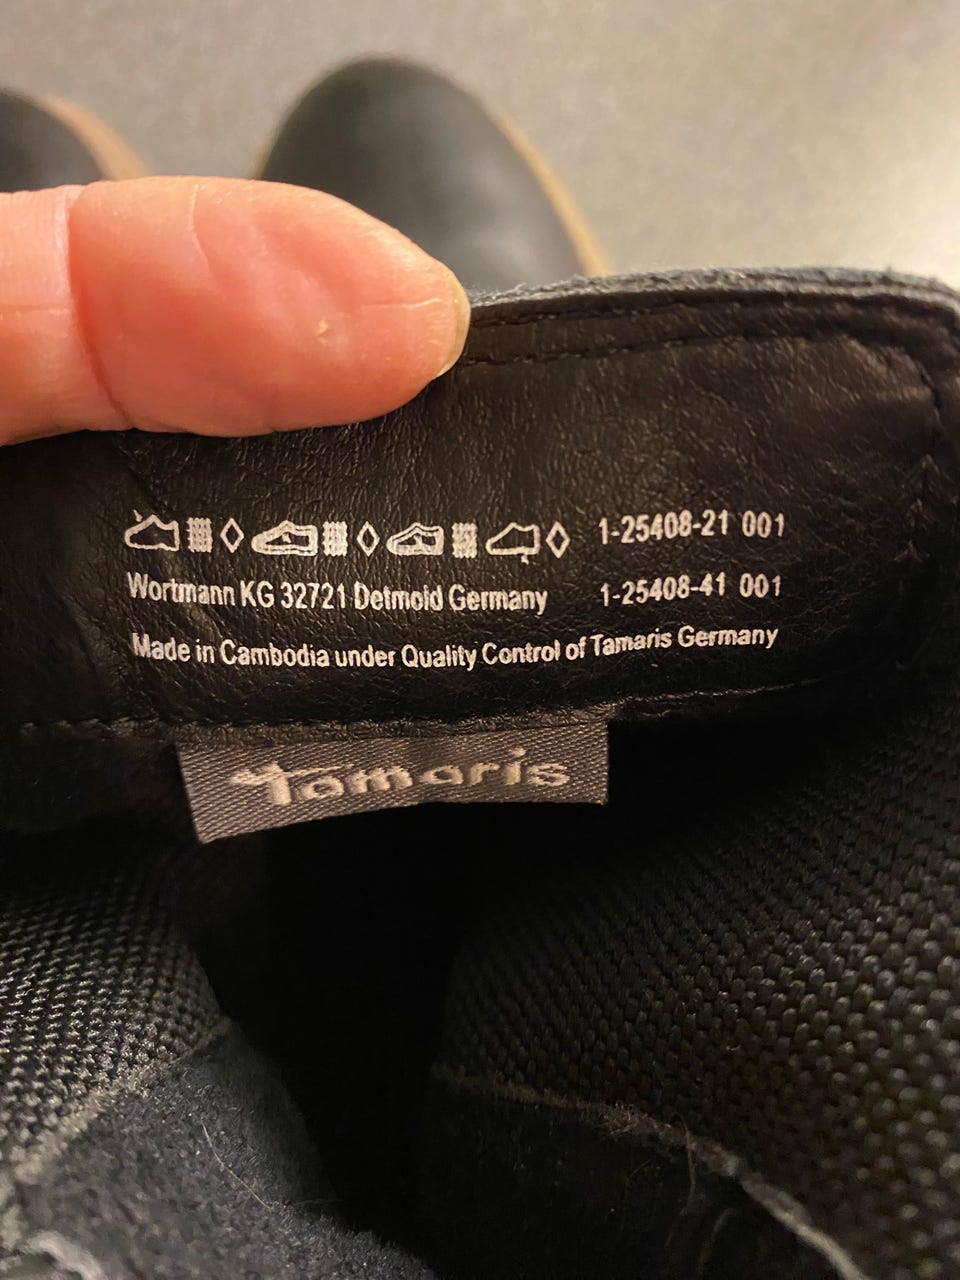 1-25408-21 001
Wortmann KG 32721 Detmold Germany 1-25408-41 001
Made in Cambodia under Quality Control of Tamaris Germany
Tamaris